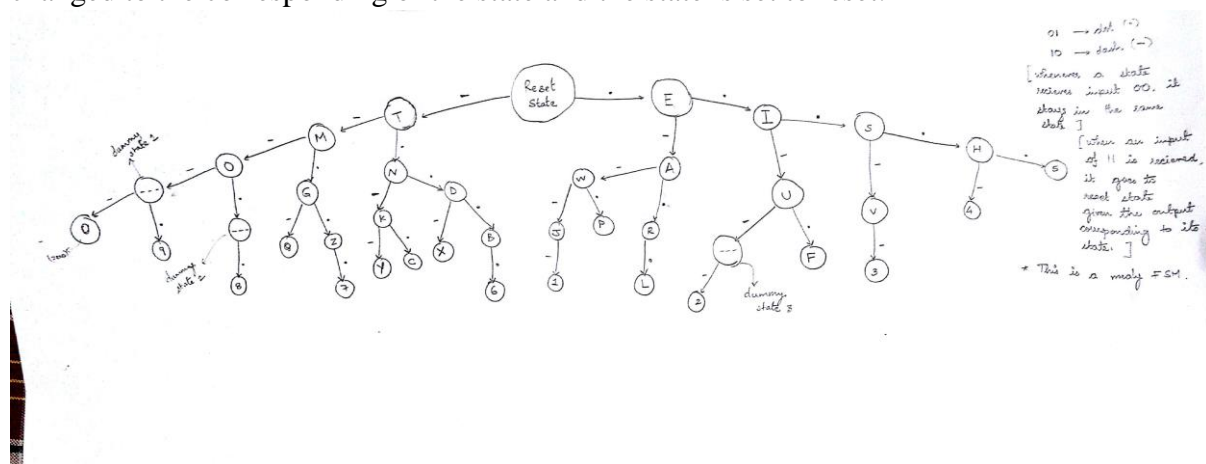 changed to the corresponding of the state and the state is set to reset.
01 → dot. (•)
10 → dash. (−)
[whenever a state
recieves input 00, it
stays in the same
state ]
[when an input
of 11 is recieved,
it goes to
reset state
given the output
corresponding to its
state. ]
* This is a mealy FSM.
Reset
State
− •
T E
− • − •
M N A I
− • − • − • − •
O G K D W R U S
− • − • − • − • − • • − • − •
---- ---- Q Z Y C X B J P L ---- F V H
− • • • • − − − − •
0 9 8 7 6 1 2 3 4 5
dummy
state 1
dummy
state 2
dummy
state 3